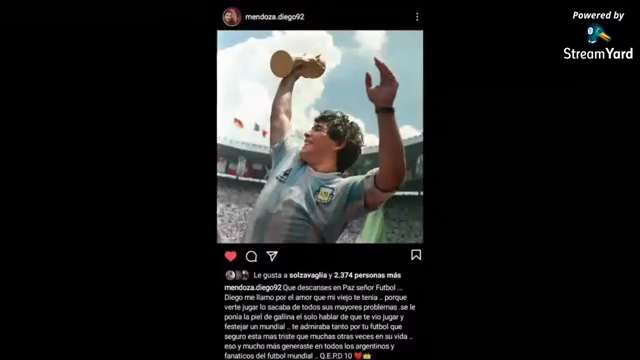 mendoza.diego92
Powered by
StreamYard
Le gusta a solzavaglia y 2.374 personas más
mendoza.diego92 Que descanses en Paz señor Futbol ...
Diego me llamo por el amor que mi viejo te tenia .. porque
verte jugar lo sacaba de todos sus mayores problemas .se le
ponía la piel de gallina el solo hablar de que te vio jugar y
festejar un mundial .. te admiraba tanto por tu futbol que
seguro esta mas triste que muchas otras veces en su vida ..
eso y mucho más generaste en todos los argentinos y
fanaticos del futbol mundial .. Q.E.P.D 10 ❤️👑